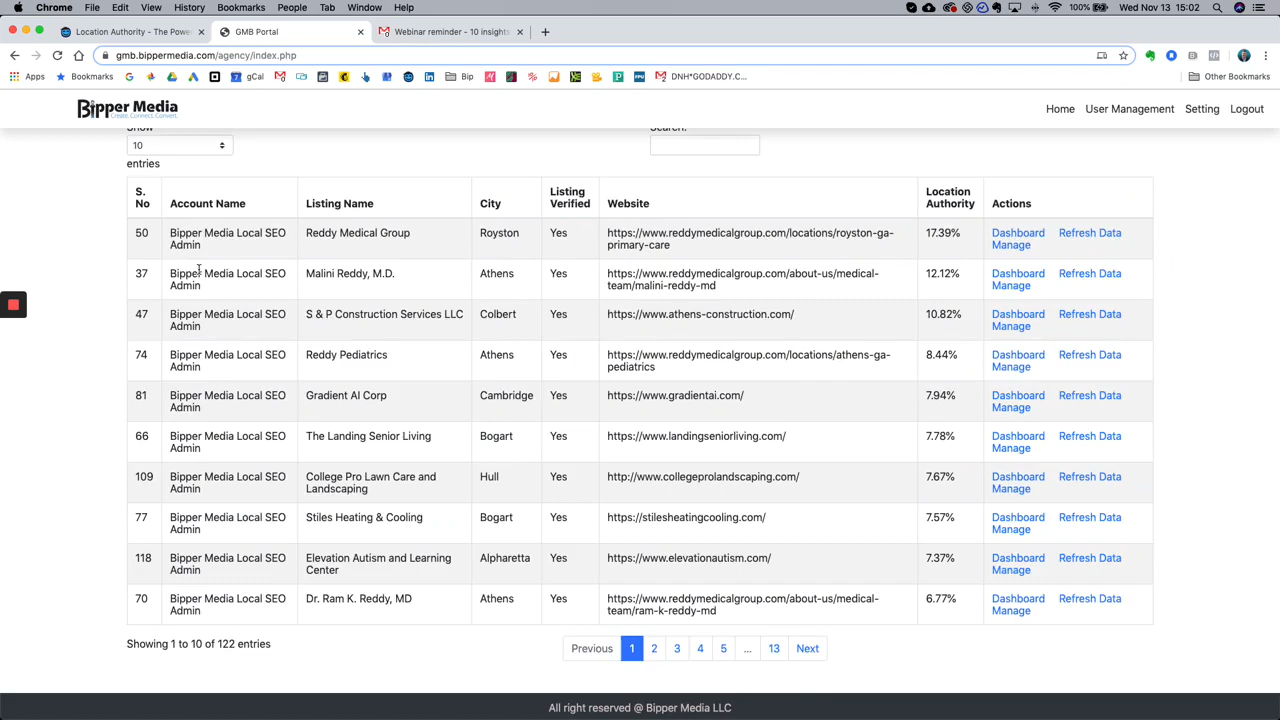 Chrome File Edit View History Bookmarks People Tab Window Help 100% Wed Nov 13 15:02
Location Authority - The Powe × GMB Portal × Webinar reminder - 10 insights × +
gmb.bippermedia.com/agency/index.php
Apps Bookmarks gCal Bip DNH*GODADDY.C... Other Bookmarks
Bipper Media
Create. Connect. Convert.
Home User Management Setting Logout
Show Search:
10
entries
S. No Account Name Listing Name City Listing Verified Website Location Authority Actions
50 Bipper Media Local SEO Admin Reddy Medical Group Royston Yes https://www.reddymedicalgroup.com/locations/royston-ga-primary-care 17.39% Dashboard Refresh Data Manage
37 Bipper Media Local SEO Admin Malini Reddy, M.D. Athens Yes https://www.reddymedicalgroup.com/about-us/medical-team/malini-reddy-md 12.12% Dashboard Refresh Data Manage
47 Bipper Media Local SEO Admin S & P Construction Services LLC Colbert Yes https://www.athens-construction.com/ 10.82% Dashboard Refresh Data Manage
74 Bipper Media Local SEO Admin Reddy Pediatrics Athens Yes https://www.reddymedicalgroup.com/locations/athens-ga-pediatrics 8.44% Dashboard Refresh Data Manage
81 Bipper Media Local SEO Admin Gradient AI Corp Cambridge Yes https://www.gradientai.com/ 7.94% Dashboard Refresh Data Manage
66 Bipper Media Local SEO Admin The Landing Senior Living Bogart Yes https://www.landingseniorliving.com/ 7.78% Dashboard Refresh Data Manage
109 Bipper Media Local SEO Admin College Pro Lawn Care and Landscaping Hull Yes http://www.collegeprolandscaping.com/ 7.67% Dashboard Refresh Data Manage
77 Bipper Media Local SEO Admin Stiles Heating & Cooling Bogart Yes https://stilesheatingcooling.com/ 7.57% Dashboard Refresh Data Manage
118 Bipper Media Local SEO Admin Elevation Autism and Learning Center Alpharetta Yes https://www.elevationautism.com/ 7.37% Dashboard Refresh Data Manage
70 Bipper Media Local SEO Admin Dr. Ram K. Reddy, MD Athens Yes https://www.reddymedicalgroup.com/about-us/medical-team/ram-k-reddy-md 6.77% Dashboard Refresh Data Manage
Showing 1 to 10 of 122 entries Previous 1 2 3 4 5 ... 13 Next
All right reserved @ Bipper Media LLC